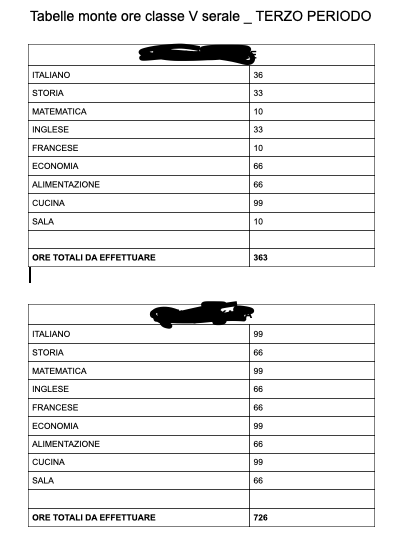 Tabelle monte ore classe V serale _ TERZO PERIODO
ITALIANO 36
STORIA 33
MATEMATICA 10
INGLESE 33
FRANCESE 10
ECONOMIA 66
ALIMENTAZIONE 66
CUCINA 99
SALA 10
ORE TOTALI DA EFFETTUARE 363
ITALIANO 99
STORIA 66
MATEMATICA 99
INGLESE 66
FRANCESE 66
ECONOMIA 99
ALIMENTAZIONE 66
CUCINA 99
SALA 66
ORE TOTALI DA EFFETTUARE 726